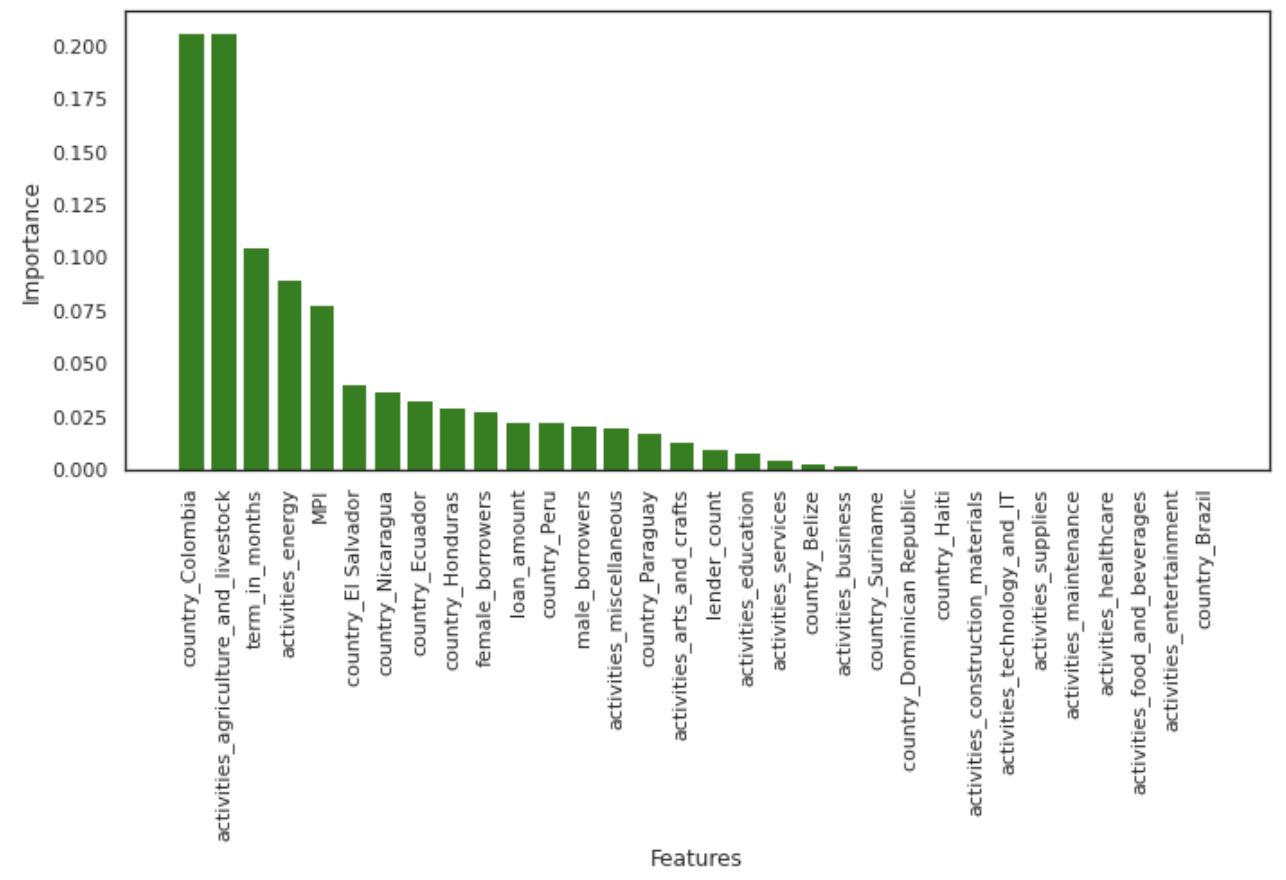 0.200
0.175
0.150
0.125
0.100
0.075
0.050
0.025
0.000
Importance
country_Colombia
activities_agriculture_and_livestock
term_in_months
activities_energy
MPI
country_El Salvador
country_Nicaragua
country_Ecuador
country_Honduras
female_borrowers
loan_amount
country_Peru
male_borrowers
activities_miscellaneous
country_Paraguay
activities_arts_and_crafts
lender_count
activities_education
activities_services
country_Belize
activities_business
country_Suriname
country_Dominican Republic
country_Haiti
activities_construction_materials
activities_technology_and_IT
activities_supplies
activities_maintenance
activities_healthcare
activities_food_and_beverages
activities_entertainment
country_Brazil
Features